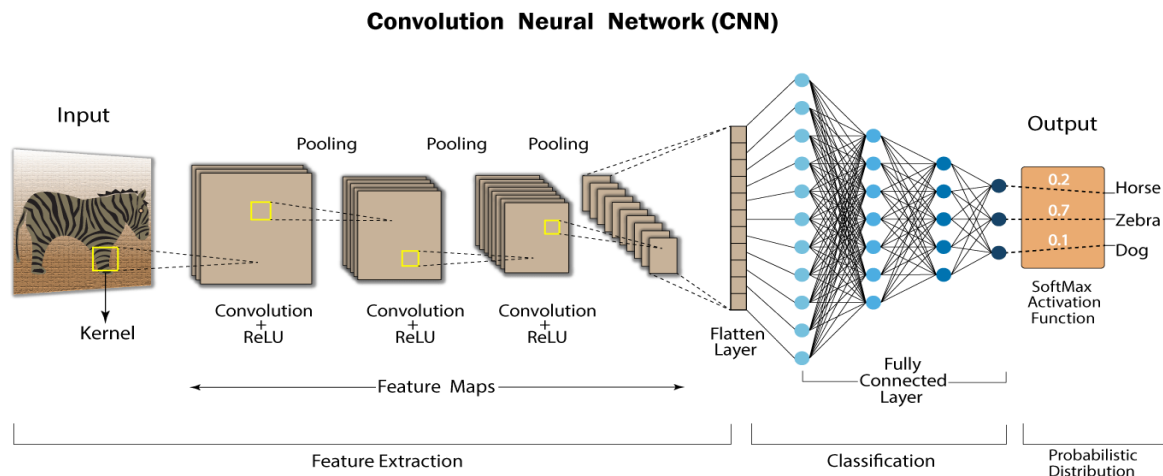 Convolution Neural Network (CNN)
Input
Kernel
Pooling
Pooling
Pooling
Convolution
+
ReLU
Convolution
+
ReLU
Convolution
+
ReLU
Feature Maps
Flatten
Layer
Fully
Connected
Layer
Output
0.2
Horse
0.7
Zebra
0.1
Dog
SoftMax
Activation
Function
Feature Extraction
Classification
Probabilistic
Distribution